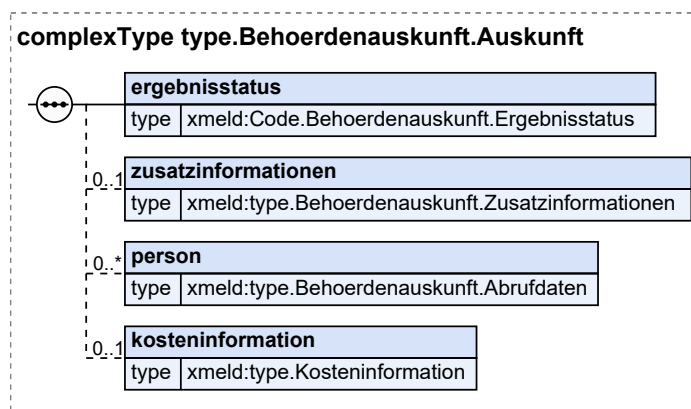 complexType type.Behoerdenauskunft.Auskunft
ergebnisstatus
type xmeld:Code.Behoerdenauskunft.Ergebnisstatus
0..1 zusatzinformationen
type xmeld:type.Behoerdenauskunft.Zusatzinformationen
0..* person
type xmeld:type.Behoerdenauskunft.Abrufdaten
0..1 kosteninformation
type xmeld:type.Kosteninformation